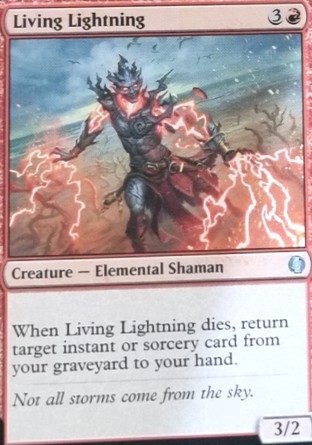 Living Lightning 3
Creature — Elemental Shaman
When Living Lightning dies, return
target instant or sorcery card from
your graveyard to your hand.
Not all storms come from the sky.
3/2